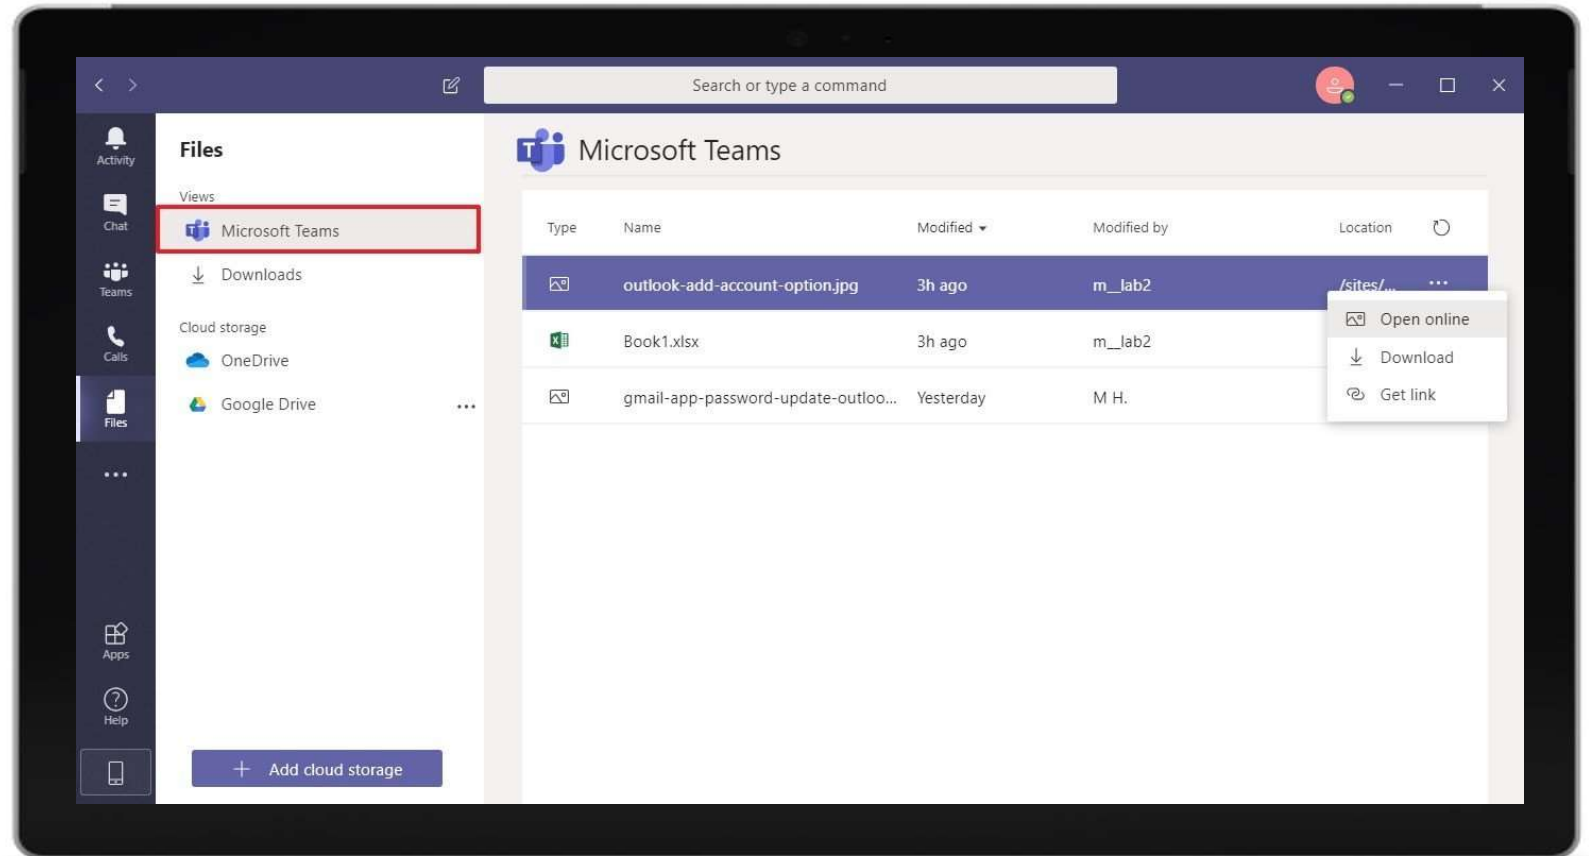 Search or type a command
Activity
Chat
Teams
Calls
Files
Apps
Help
Files
Views
Microsoft Teams
Downloads
Cloud storage
OneDrive
Google Drive
+ Add cloud storage
Microsoft Teams
Type Name Modified Modified by Location
outlook-add-account-option.jpg 3h ago m__lab2 /sites/... ...
Book1.xlsx 3h ago m__lab2
gmail-app-password-update-outloo... Yesterday M H.
Open online
Download
Get link